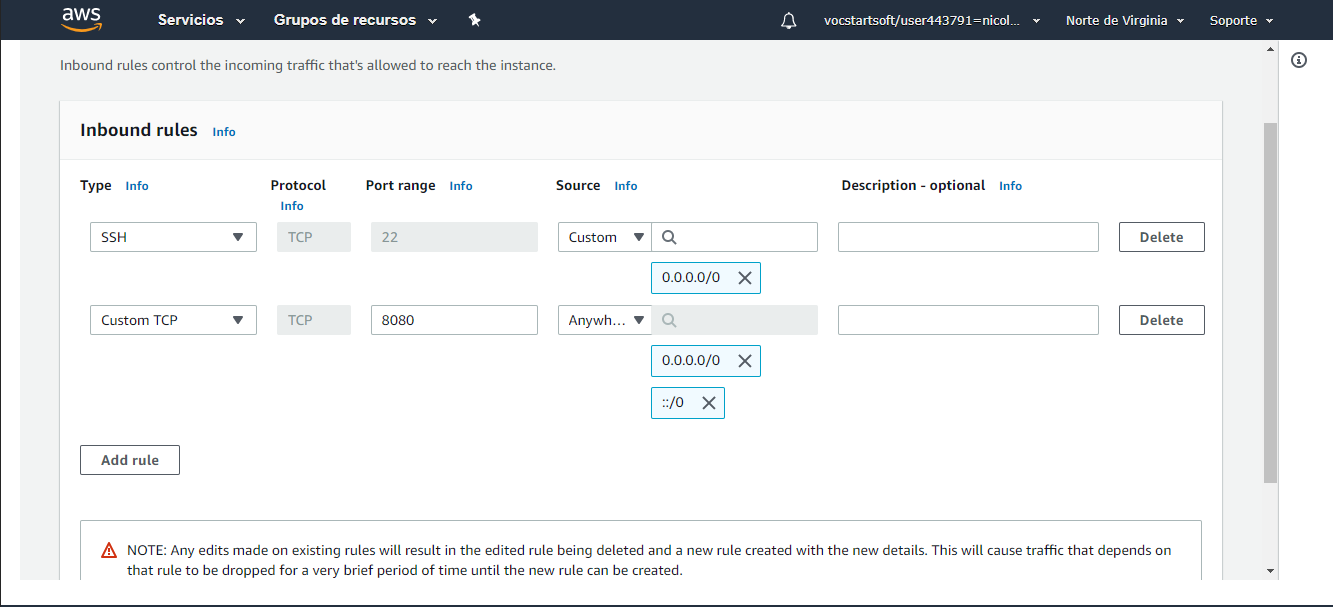 aws Servicios Grupos de recursos vocstartsoft/user443791=nicol... Norte de Virginia Soporte
Inbound rules control the incoming traffic that's allowed to reach the instance.
Inbound rules Info
Type Info Protocol Port range Info Source Info Description - optional Info
Info
SSH TCP 22 Custom Delete
0.0.0.0/0
Custom TCP TCP 8080 Anywh... Delete
0.0.0.0/0
::/0
Add rule
NOTE: Any edits made on existing rules will result in the edited rule being deleted and a new rule created with the new details. This will cause traffic that depends on
that rule to be dropped for a very brief period of time until the new rule can be created.